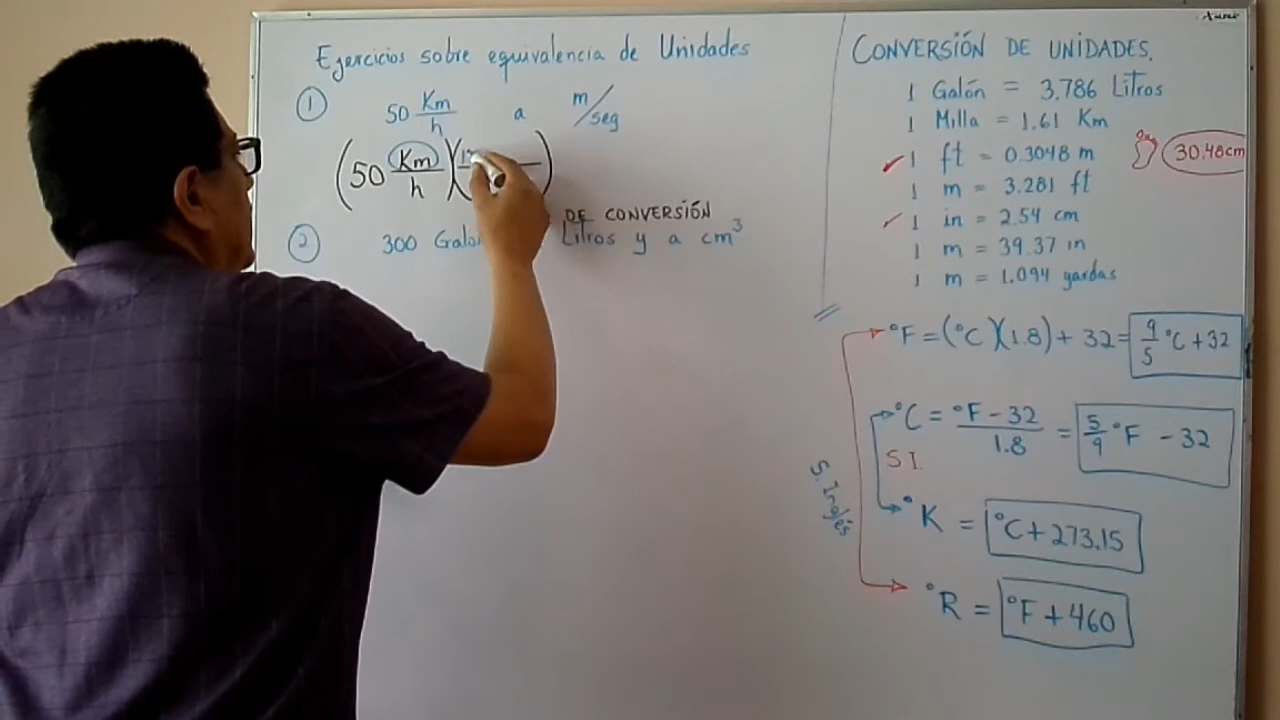 Ejercicios sobre equivalencia de Unidades
① 50 Km/h a m/seg
(50 Km/h)(
DE CONVERSIÓN
② 300 Litros y a cm³
CONVERSIÓN DE UNIDADES.
1 Galón = 3.786 Litros
1 Milla = 1.61 Km
✓ 1 ft = 0.3048 m
30.48cm
1 m = 3.281 ft
✓ 1 in = 2.54 cm
1 m = 39.37 in
1 m = 1.094 yardas
°F = (°C)(1.8) + 32 = 9/5 °C + 32
°C = °F - 32 / 1.8 = 5/9 °F - 32
S I.
S. Inglés
°K = °C + 273.15
°R = °F + 460